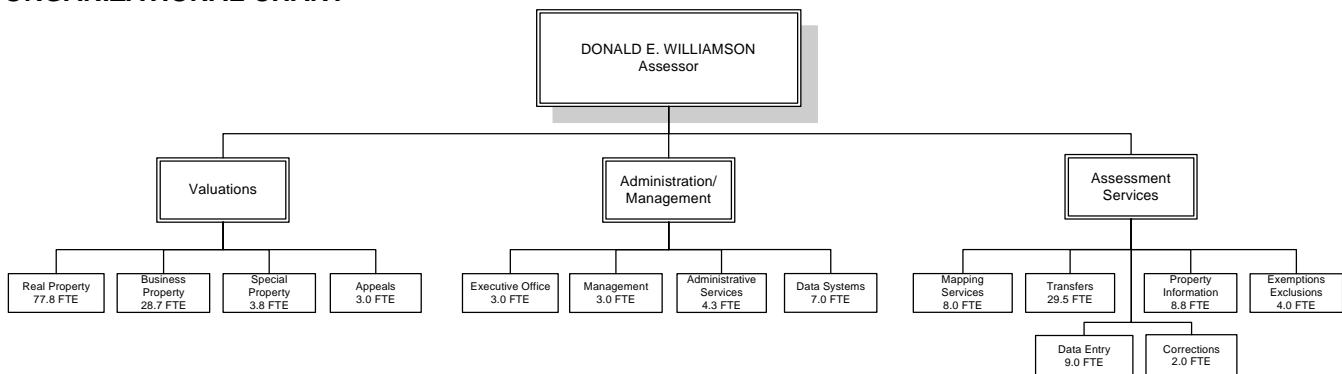 ORGANIZATIONAL CHART
DONALD E. WILLIAMSON
Assessor
Valuations
Administration/
Management
Assessment
Services
Real Property
77.8 FTE
Business
Property
28.7 FTE
Special
Property
3.8 FTE
Appeals
3.0 FTE
Executive Office
3.0 FTE
Management
3.0 FTE
Administrative
Services
4.3 FTE
Data Systems
7.0 FTE
Mapping
Services
8.0 FTE
Transfers
29.5 FTE
Property
Information
8.8 FTE
Exemptions
Exclusions
4.0 FTE
Data Entry
9.0 FTE
Corrections
2.0 FTE